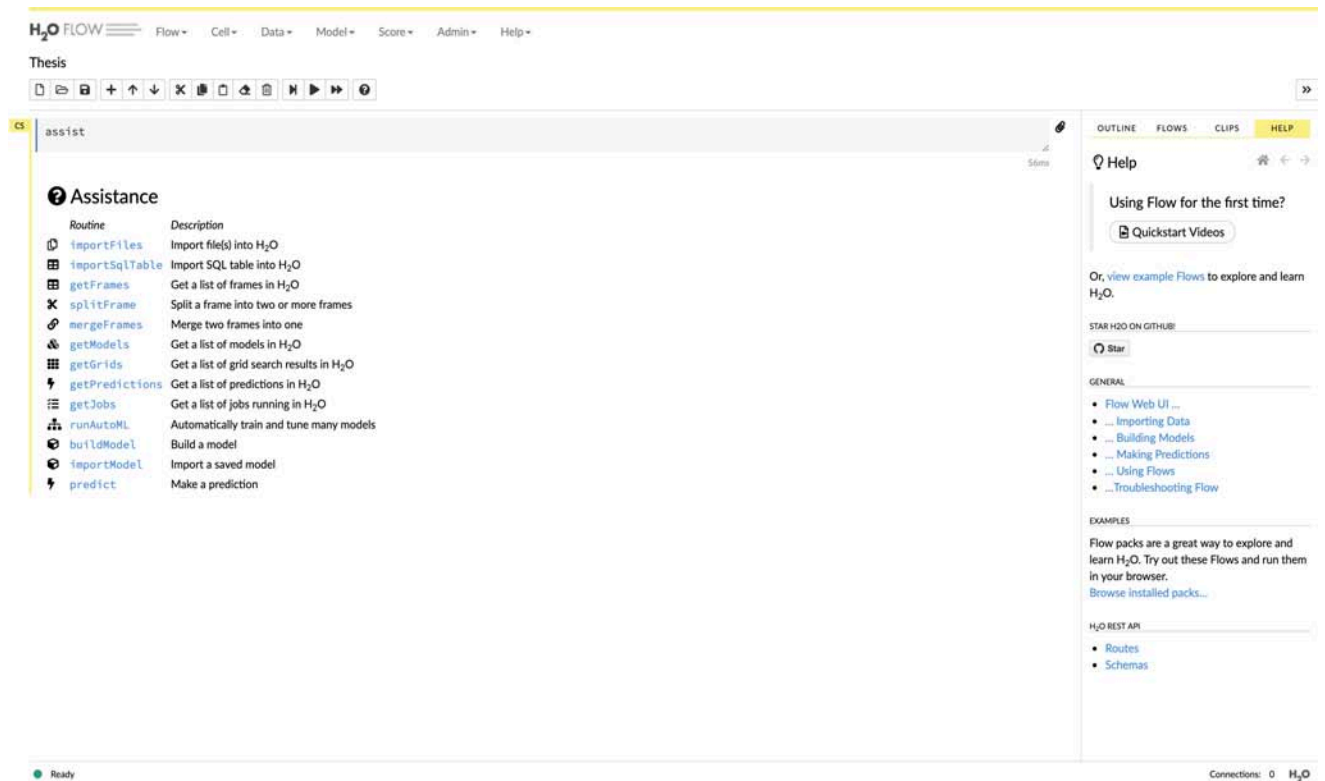 H2O FLOW Flow Cell Data Model Score Admin Help
Thesis
CS
assist
56ms
Assistance
Routine Description
importFiles Import file(s) into H2O
importSqlTable Import SQL table into H2O
getFrames Get a list of frames in H2O
splitFrame Split a frame into two or more frames
mergeFrames Merge two frames into one
getModels Get a list of models in H2O
getGrids Get a list of grid search results in H2O
getPredictions Get a list of predictions in H2O
getJobs Get a list of jobs running in H2O
runAutoML Automatically train and tune many models
buildModel Build a model
importModel Import a saved model
predict Make a prediction
OUTLINE FLOWS CLIPS HELP
Help
Using Flow for the first time?
Quickstart Videos
Or, view example Flows to explore and learn
H2O.
STAR H2O ON GITHUB!
Star
GENERAL
• Flow Web UI ...
• ... Importing Data
• ... Building Models
• ... Making Predictions
• ... Using Flows
• ...Troubleshooting Flow
EXAMPLES
Flow packs are a great way to explore and
learn H2O. Try out these Flows and run them
in your browser.
Browse installed packs...
H2O REST API
• Routes
• Schemas
Ready
Connections: 0 H2O